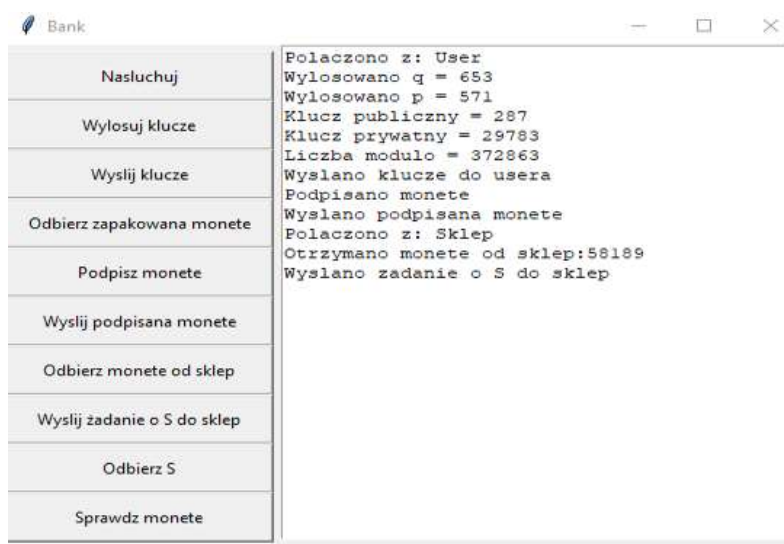 Bank
Nasluchuj
Wylosuj klucze
Wyslij klucze
Odbierz zapakowana monete
Podpisz monete
Wyslij podpisana monete
Odbierz monete od sklep
Wyslij żadanie o S do sklep
Odbierz S
Sprawdz monete
Polaczono z: User
Wylosowano q = 653
Wylosowano p = 571
Klucz publiczny = 287
Klucz prywatny = 29783
Liczba modulo = 372863
Wyslano klucze do usera
Podpisano monete
Wyslano podpisana monete
Polaczono z: Sklep
Otrzymano monete od sklep:58189
Wyslano zadanie o S do sklep